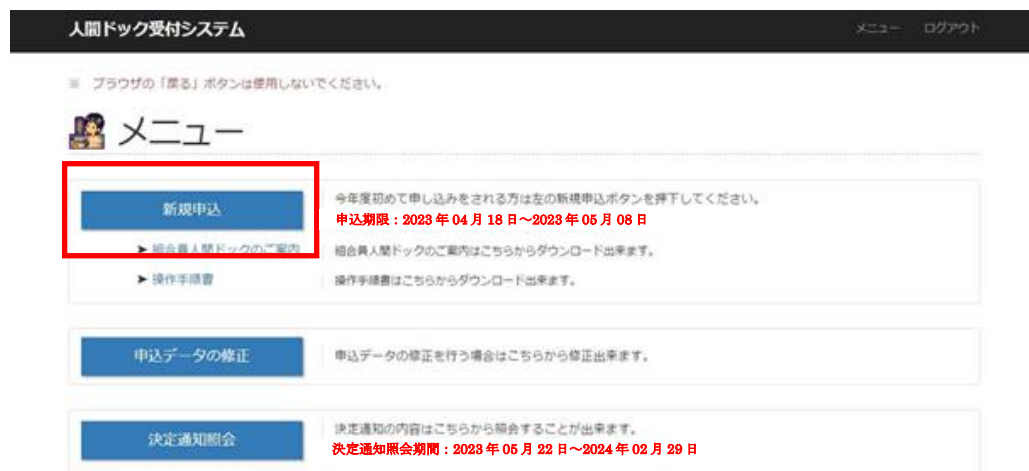 人間ドック受付システム
メニュー ログアウト
※ ブラウザの「戻る」ボタンは使用しないでください。
メニュー
新規申込
今年度初めて申し込みをされる方は左の新規申込ボタンを押下してください。
申込期限：2023年04月18日～2023年05月08日
➤ 組合員人間ドックのご案内
組合員人間ドックのご案内はこちらからダウンロード出来ます。
➤ 操作手順書
操作手順書はこちらからダウンロード出来ます。
申込データの修正
申込データの修正を行う場合はこちらから修正出来ます。
決定通知照会
決定通知の内容はこちらから照会することが出来ます。
決定通知照会期間：2023年05月22日～2024年02月29日